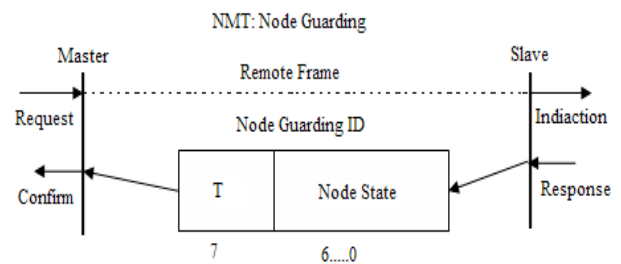 NMT: Node Guarding
Master
Slave
Remote Frame
Request
Indiaction
Node Guarding ID
T
Node State
Confirm
Response
7
6.....0